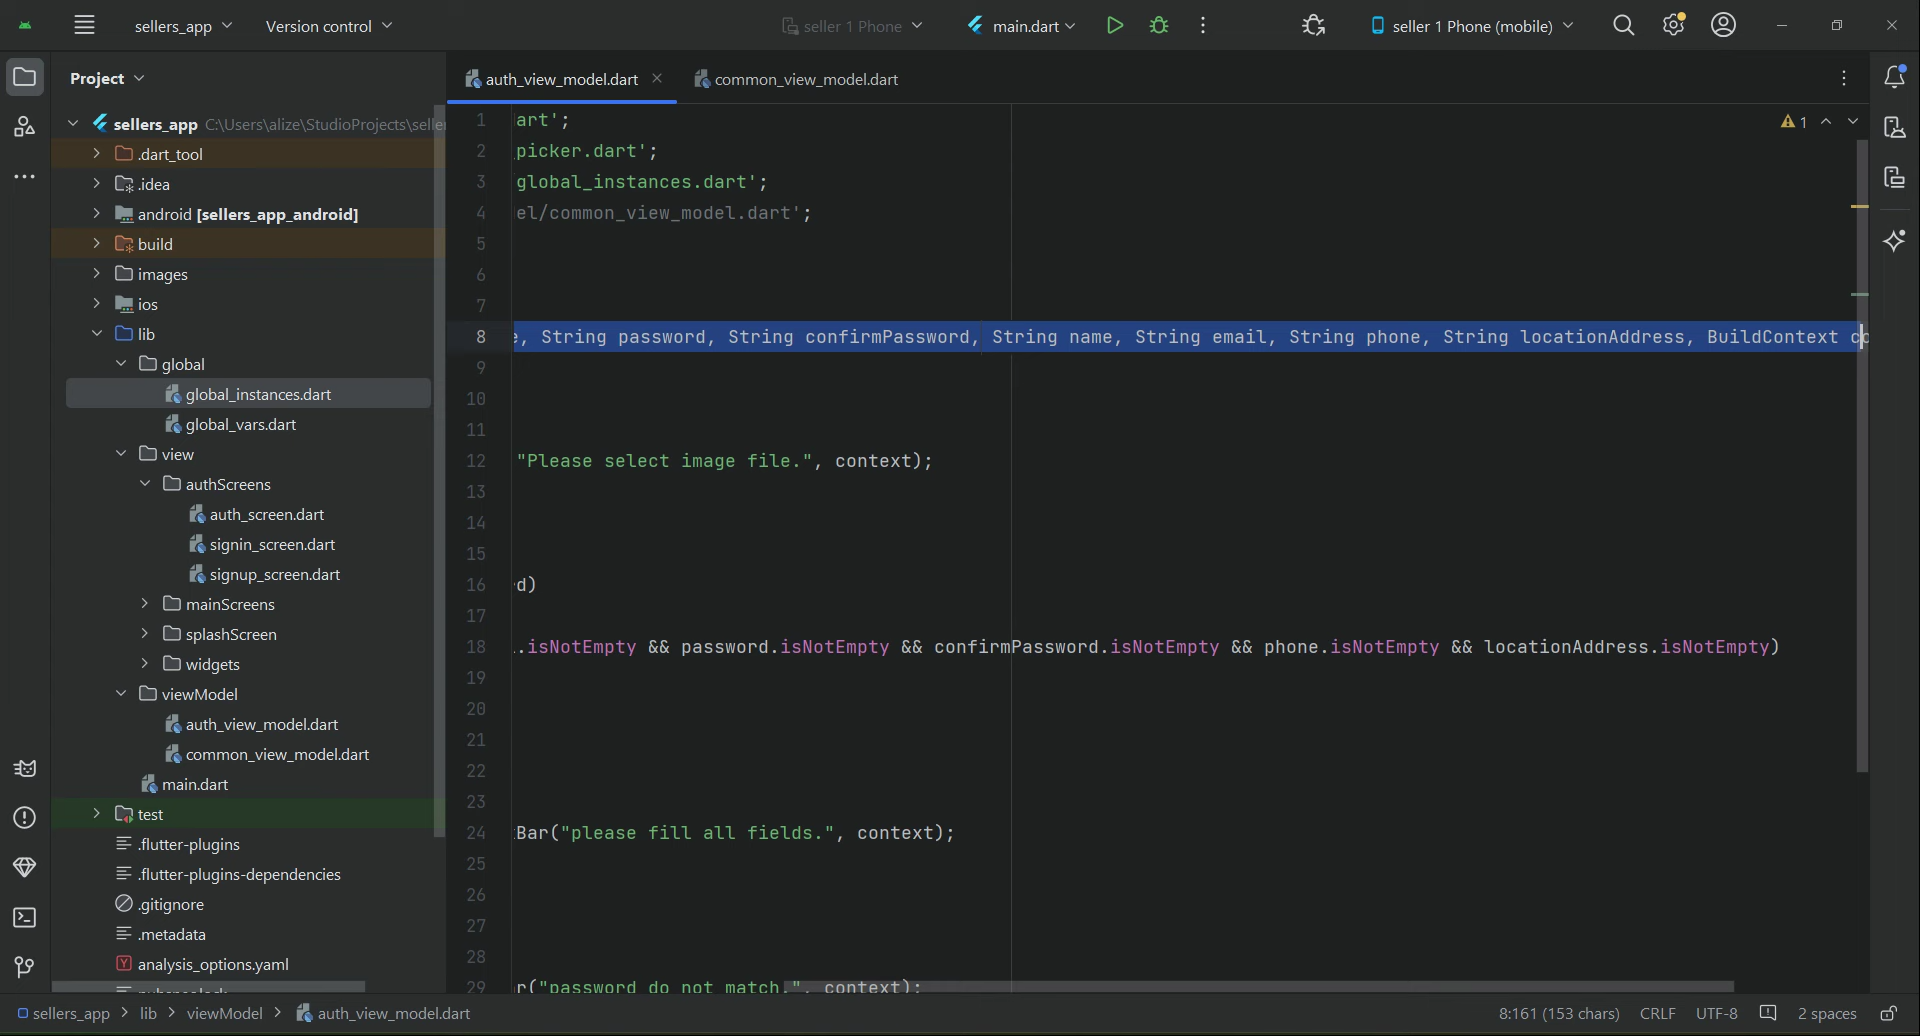 sellers_app
Version control
seller 1 Phone
main.dart
seller 1 Phone (mobile)
Project
auth_view_model.dart
common_view_model.dart
sellers_app C:\Users\alize\StudioProjects\selle
.dart_tool
.idea
android [sellers_app_android]
build
images
ios
lib
global
global_instances.dart
global_vars.dart
view
authScreens
auth_screen.dart
signin_screen.dart
signup_screen.dart
mainScreens
splashScreen
widgets
viewModel
auth_view_model.dart
common_view_model.dart
main.dart
test
.flutter-plugins
.flutter-plugins-dependencies
.gitignore
.metadata
analysis_options.yaml
1 art';
2 _picker.dart';
3 global_instances.dart';
4 el/common_view_model.dart';
5
6
7
8 , String password, String confirmPassword, String name, String email, String phone, String locationAddress, BuildContext co
9
10
11
12 "Please select image file.", context);
13
14
15
16 d)
17
18 .isNotEmpty && password.isNotEmpty && confirmPassword.isNotEmpty && phone.isNotEmpty && locationAddress.isNotEmpty)
19
20
21
22
23
24 Bar("please fill all fields.", context);
25
26
27
28
29 r("password do not match.", context);
1
sellers_app > lib > viewModel > auth_view_model.dart
8:161 (153 chars) CRLF UTF-8 2 spaces